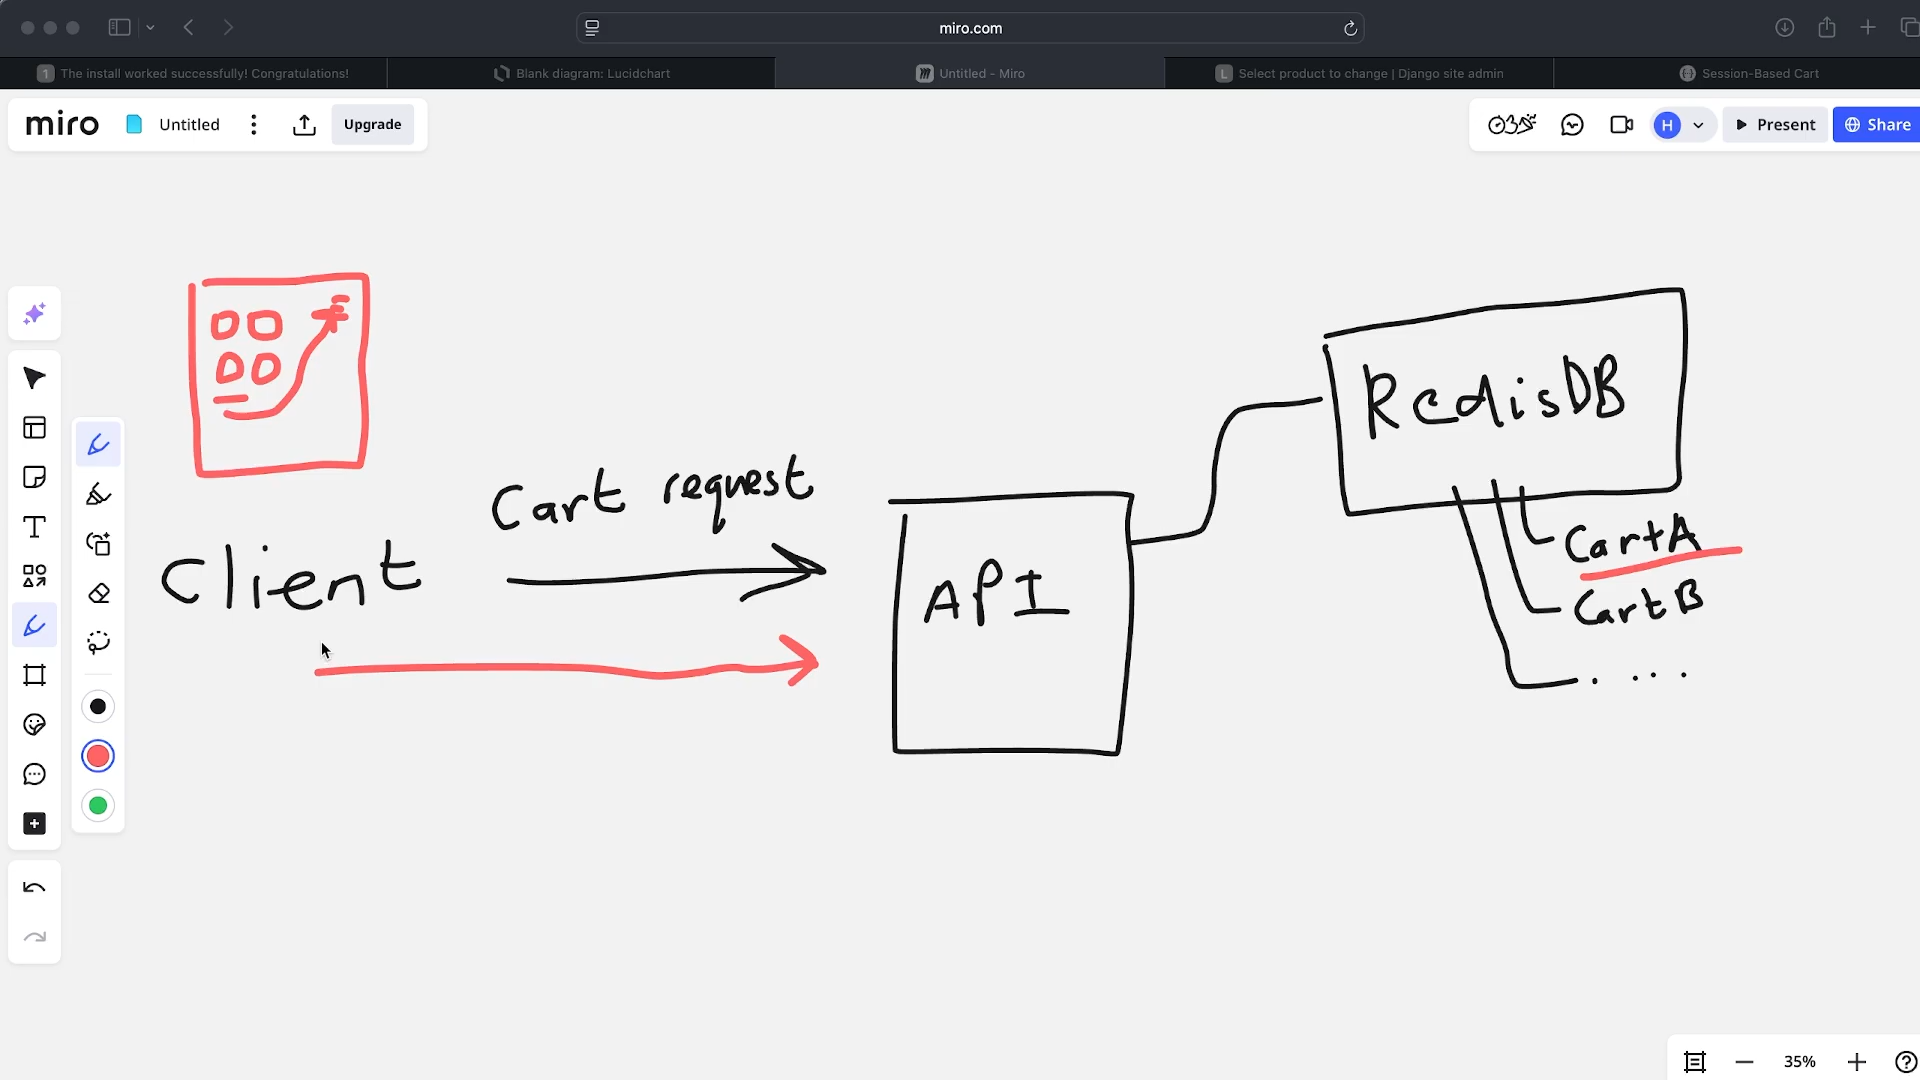 miro.com
The install worked successfully! Congratulations!
Blank diagram: Lucidchart
Untitled - Miro
Select product to change | Django site admin
Session-Based Cart
miro
Untitled
Upgrade
H
Present
Share
RedisDB
Cart request
CartA
Client
API
CartB
. . . . .
35%